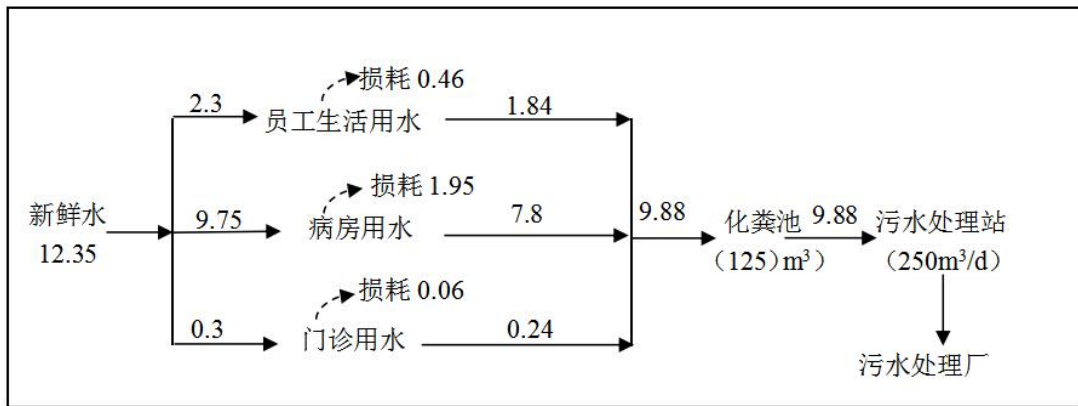 损耗 0.46
2.3
员工生活用水
1.84
损耗 1.95
新鲜水
12.35
9.75
病房用水
7.8
9.88
化粪池
（125）m³）
9.88
污水处理站
（250m³/d）
损耗 0.06
0.3
门诊用水
0.24
污水处理厂